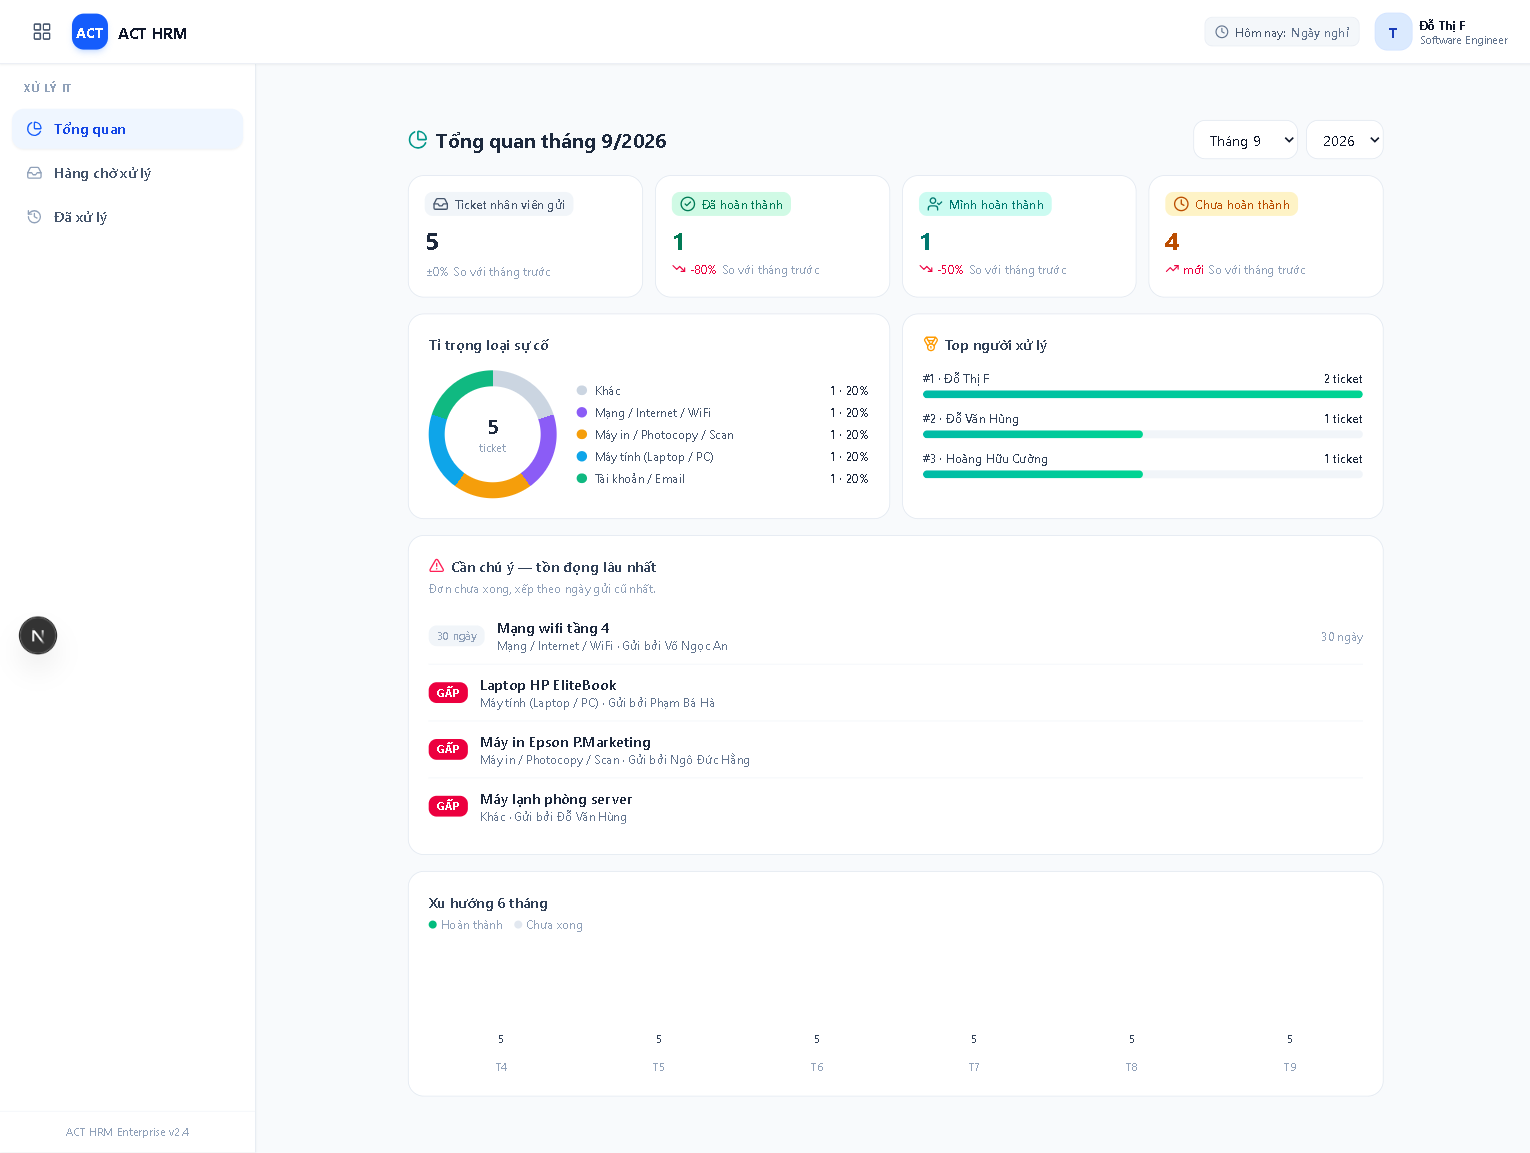 ACT
ACT HRM
Hôm nay: Ngày nghỉ
T
Đỗ Thị F
Software Engineer
XỬ LÝ IT
Tổng quan
Hàng chờ xử lý
Đã xử lý
Tổng quan tháng 9/2026
Tháng 9
2026
Ticket nhân viên gửi
5
±0% So với tháng trước
Đã hoàn thành
1
-80% So với tháng trước
Mình hoàn thành
1
-50% So với tháng trước
Chưa hoàn thành
4
mới So với tháng trước
Tỉ trọng loại sự cố
5
ticket
Khác 1 · 20%
Mạng / Internet / WiFi 1 · 20%
Máy in / Photocopy / Scan 1 · 20%
Máy tính (Laptop / PC) 1 · 20%
Tài khoản / Email 1 · 20%
Top người xử lý
#1 · Đỗ Thị F 2 ticket
#2 · Đỗ Văn Hùng 1 ticket
#3 · Hoàng Hữu Cường 1 ticket
Cần chú ý — tồn đọng lâu nhất
Đơn chưa xong, xếp theo ngày gửi cũ nhất.
30 ngày
Mạng wifi tầng 4
Mạng / Internet / WiFi · Gửi bởi Võ Ngọc An
30 ngày
GẤP
Laptop HP EliteBook
Máy tính (Laptop / PC) · Gửi bởi Phạm Bá Hà
GẤP
Máy in Epson P.Marketing
Máy in / Photocopy / Scan · Gửi bởi Ngô Đức Hằng
GẤP
Máy lạnh phòng server
Khác · Gửi bởi Đỗ Văn Hùng
N
Xu hướng 6 tháng
Hoàn thành Chưa xong
5 5 5 5 5 5
T4 T5 T6 T7 T8 T9
ACT HRM Enterprise v2.4